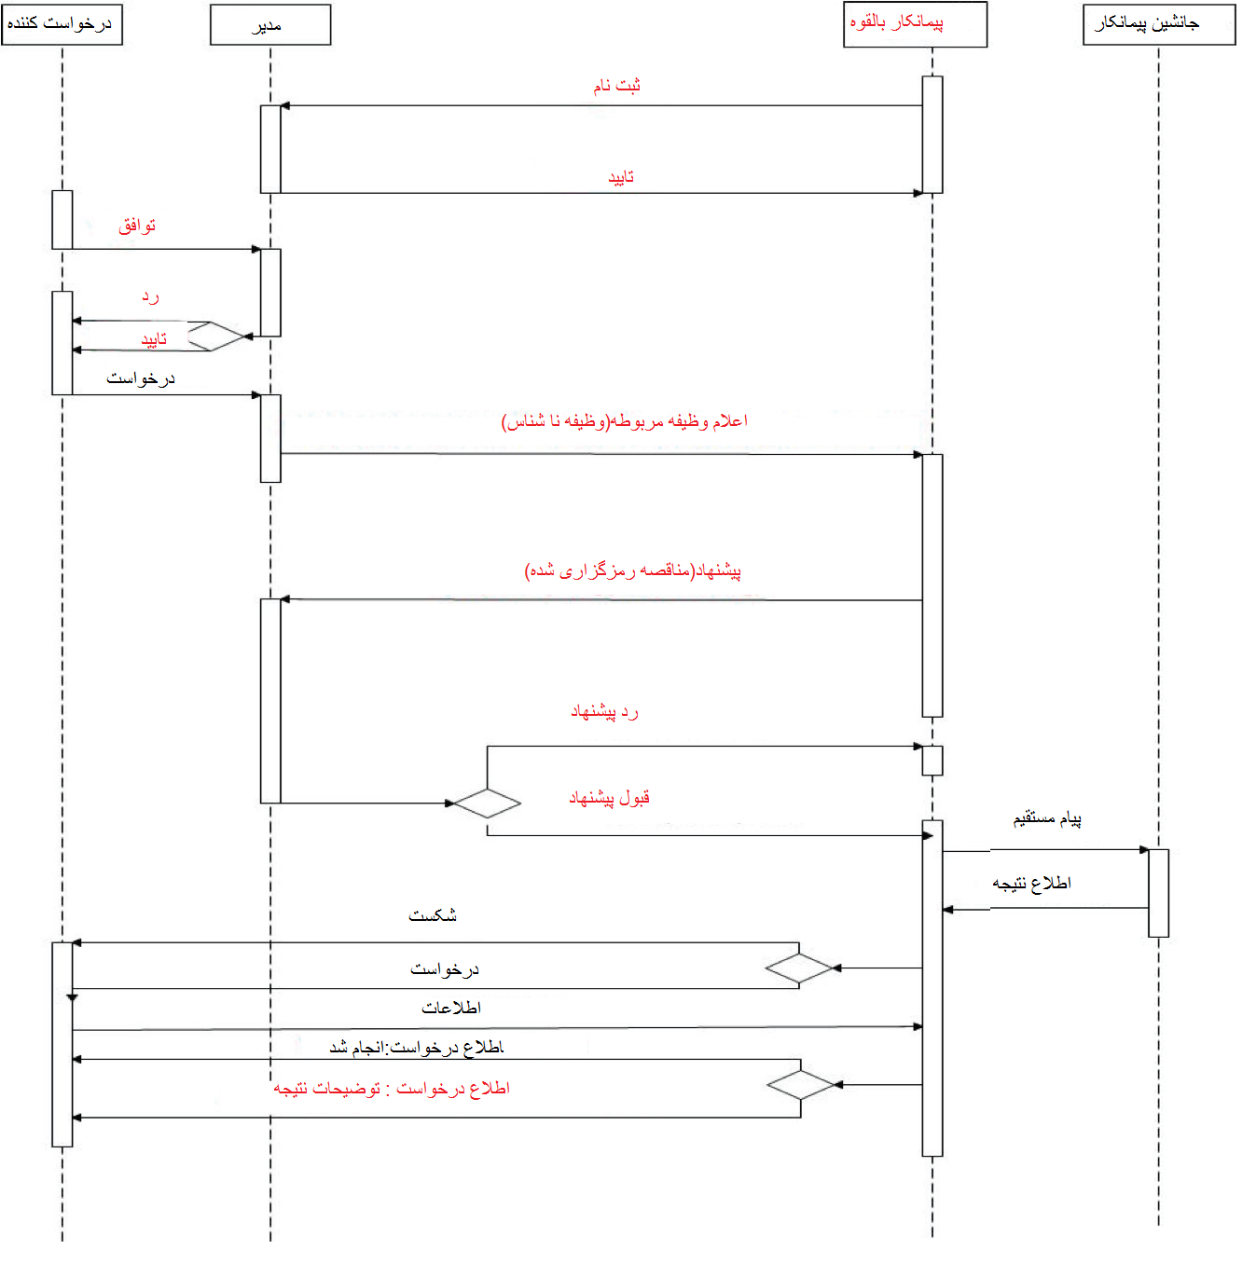 درخواست کننده
مدیر
پیمانکار بالقوه
جانشین پیمانکار
ثبت نام
تایید
توافق
رد
تایید
درخواست
اعلام وظیفه مربوطه(وظیفه نا شناس)
پیشنهاد(مناقصه رمزگزاری شده)
رد پیشنهاد
قبول پیشنهاد
پیام مستقیم
اطلاع نتیجه
شکست
درخواست
اطلاعات
اطلاع درخواست:انجام شد
اطلاع درخواست : توضیحات نتیجه